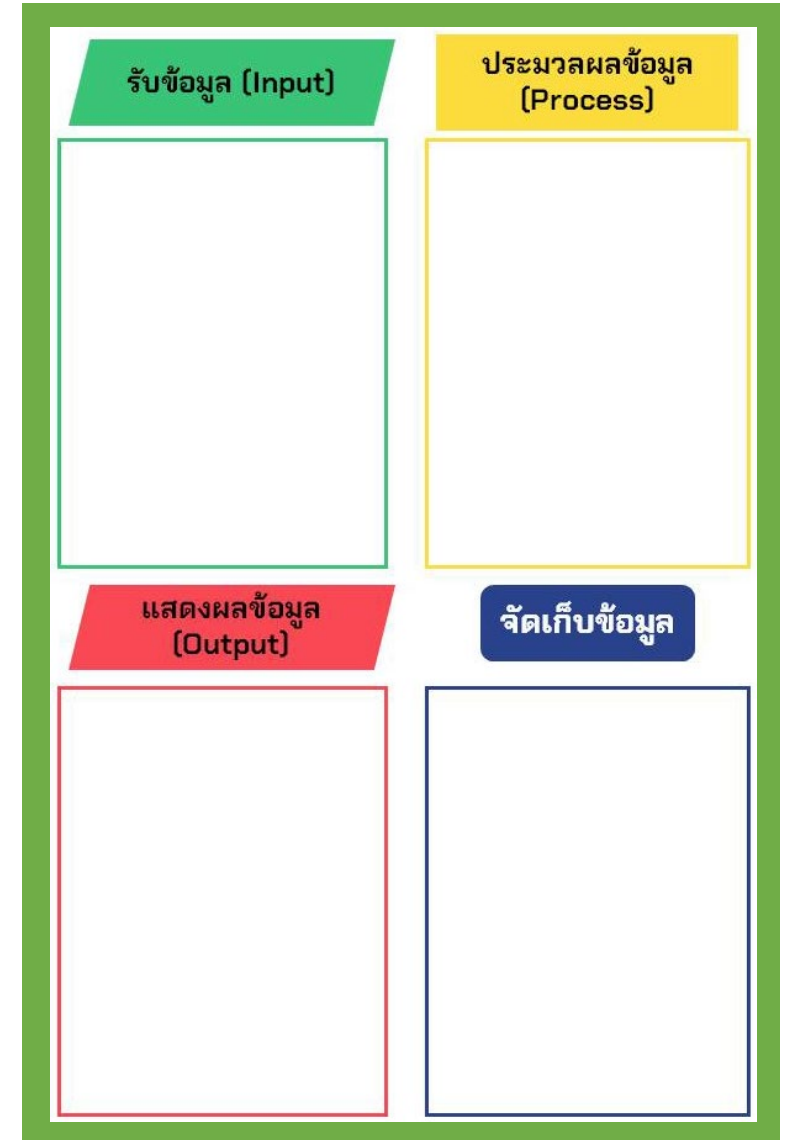 รับข้อมูล (Input)
ประมวลผลข้อมูล
(Process)
แสดงผลข้อมูล
(Output)
จัดเก็บข้อมูล